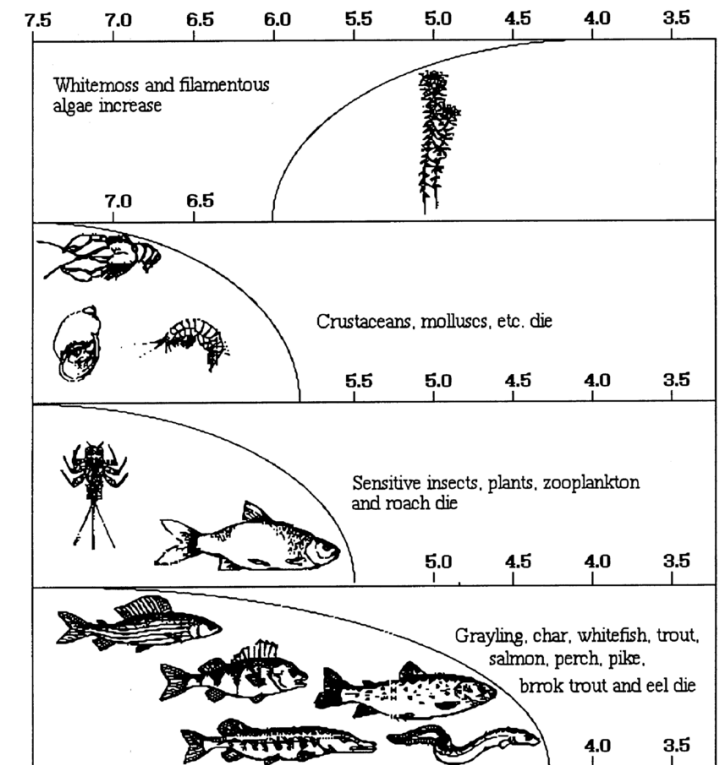 7.5 7.0 6.5 6.0 5.5 5.0 4.5 4.0 3.5
Whitemoss and filamentous
algae increase
7.0 6.5
Crustaceans, molluscs, etc. die
5.5 5.0 4.5 4.0 3.5
Sensitive insects, plants, zooplankton
and roach die
5.0 4.5 4.0 3.5
Grayling, char, whitefish, trout,
salmon, perch, pike,
brrok trout and eel die
4.0 3.5